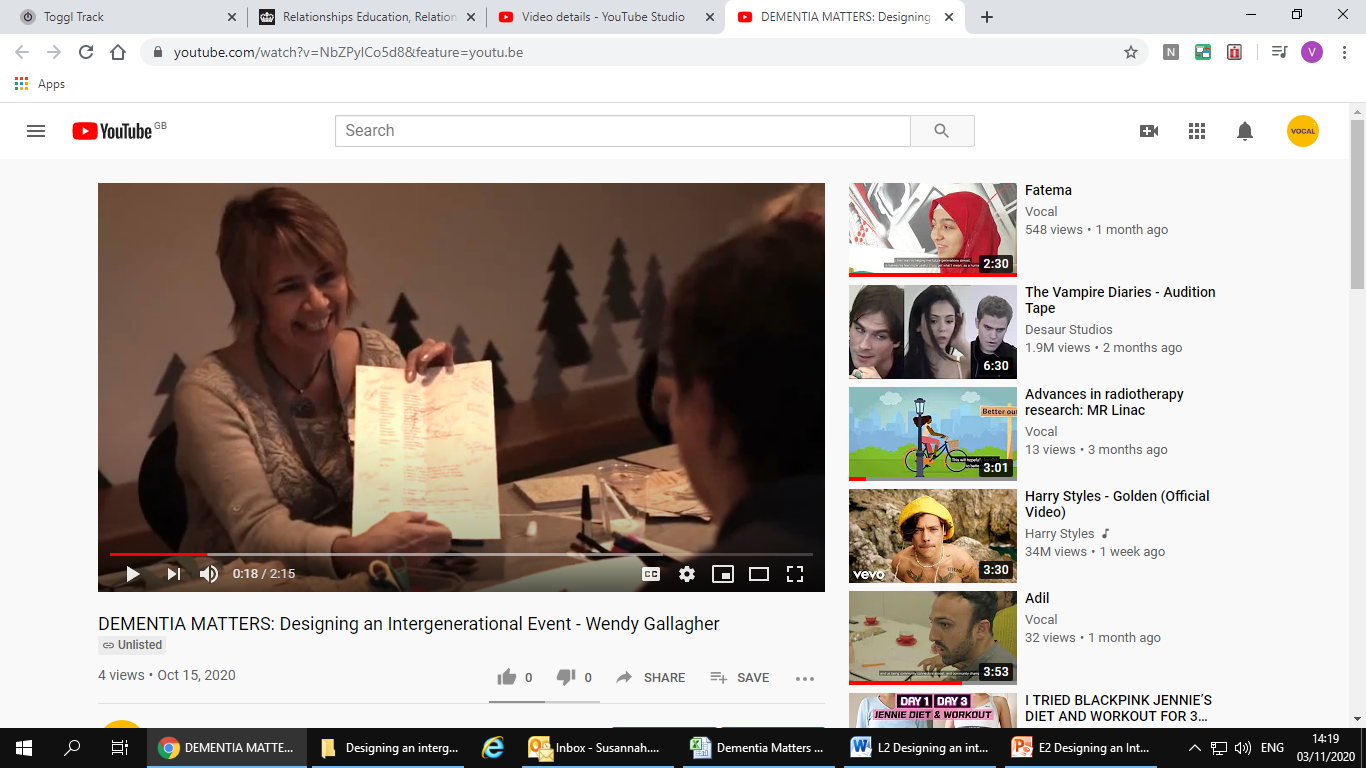 Toggl Track
Relationships Education, Relation
Video details - YouTube Studio
DEMENTIA MATTERS: Designing
youtube.com/watch?v=NbZPyICo5d8&feature=youtu.be
N
V
Apps
YouTube GB
Search
VOCAL
0:18 / 2:15
CC
DEMENTIA MATTERS: Designing an Intergenerational Event - Wendy Gallagher
Unlisted
4 views • Oct 15, 2020
0
0
SHARE
SAVE
Fatema
Vocal
548 views • 1 month ago
2:30
The Vampire Diaries - Audition
Tape
Desaur Studios
1.9M views • 2 months ago
6:30
Advances in radiotherapy
research: MR Linac
Vocal
13 views • 3 months ago
Better ou
This will hopefu
3:01
Harry Styles - Golden (Official
Video)
Harry Styles
34M views • 1 week ago
vevo
3:30
Adil
Vocal
32 views • 1 month ago
3:53
I TRIED BLACKPINK JENNIE'S
DIET AND WORKOUT FOR 3...
DAY 1 DAY 3
JENNIE DIET & WORKOUT
DEMENTIA MATTE...
Designing an interg...
Inbox - Susannah....
Dementia Matters ...
L2 Designing an int...
E2 Designing an Int...
ENG
14:19
03/11/2020